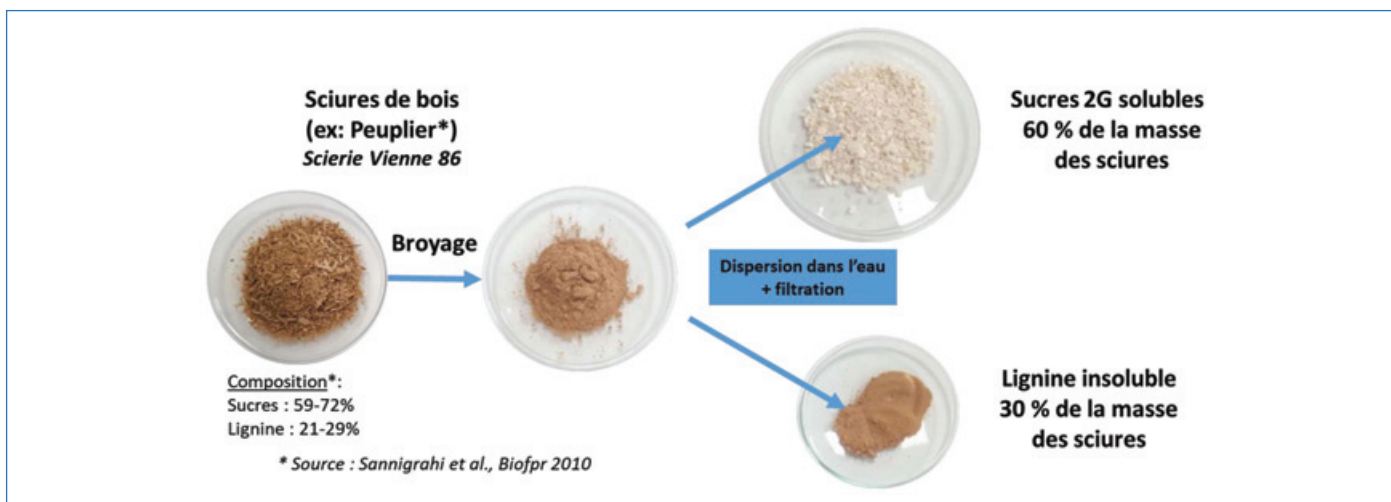 Sciures de bois
(ex: Peuplier*)
Scierie Vienne 86
Broyage
Composition*:
Sucres : 59-72%
Lignine : 21-29%
* Source : Sannigrahi et al., Biofpr 2010
Dispersion dans l’eau
+ filtration
Sucres 2G solubles
60 % de la masse
des sciures
Lignine insoluble
30 % de la masse
des sciures